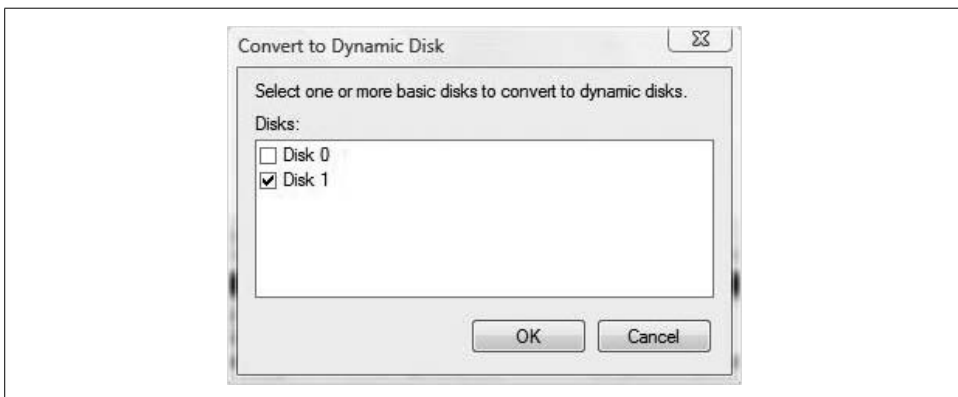 Convert to Dynamic Disk
Select one or more basic disks to convert to dynamic disks.
Disks:
Disk 0
Disk 1
OK
Cancel